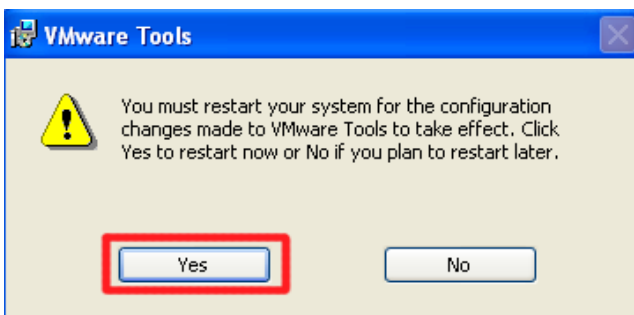 VMware Tools
You must restart your system for the configuration
changes made to VMware Tools to take effect. Click
Yes to restart now or No if you plan to restart later.
Yes
No